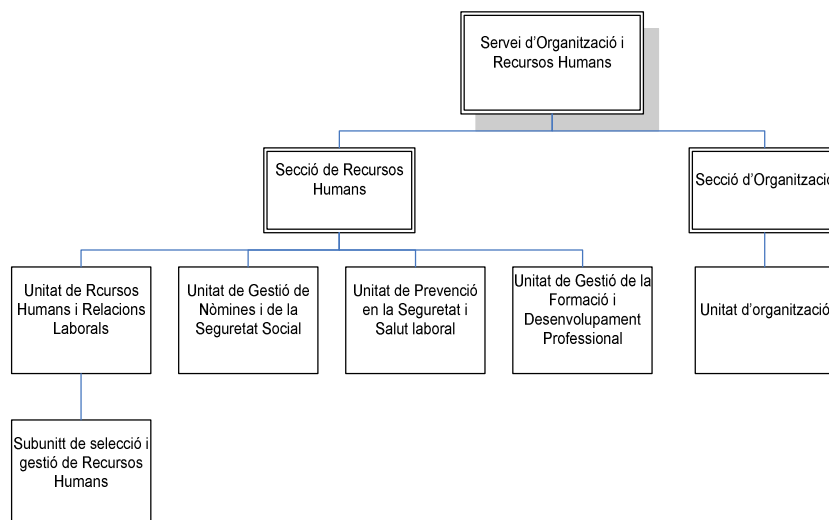 Servei d'Organització i
Recursos Humans
Secció de Recursos
Humans
Secció d'Organització
Unitat de Rcursos
Humans i Relacions
Laborals
Unitat de Gestió de
Nòmines i de la
Seguretat Social
Unitat de Prevenció
en la Seguretat i
Salut laboral
Unitat de Gestió de la
Formació i
Desenvolupament
Professional
Unitat d'organització
Subunitt de selecció i
gestió de Recursos
Humans